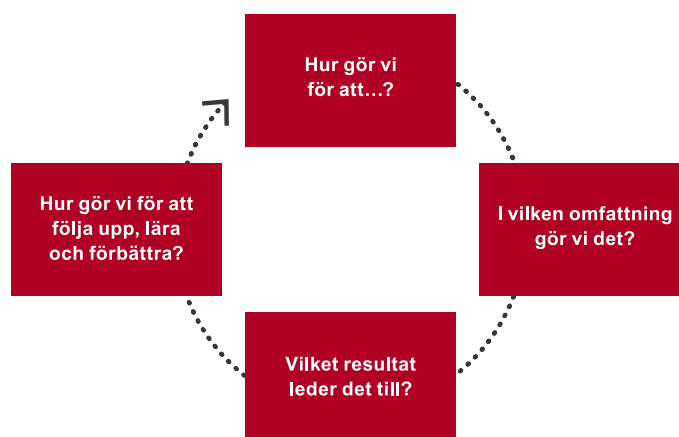 Hur gör vi
för att...?
I vilken omfattning
gör vi det?
Vilket resultat
leder det till?
Hur gör vi för att
följa upp, lära
och förbättra?